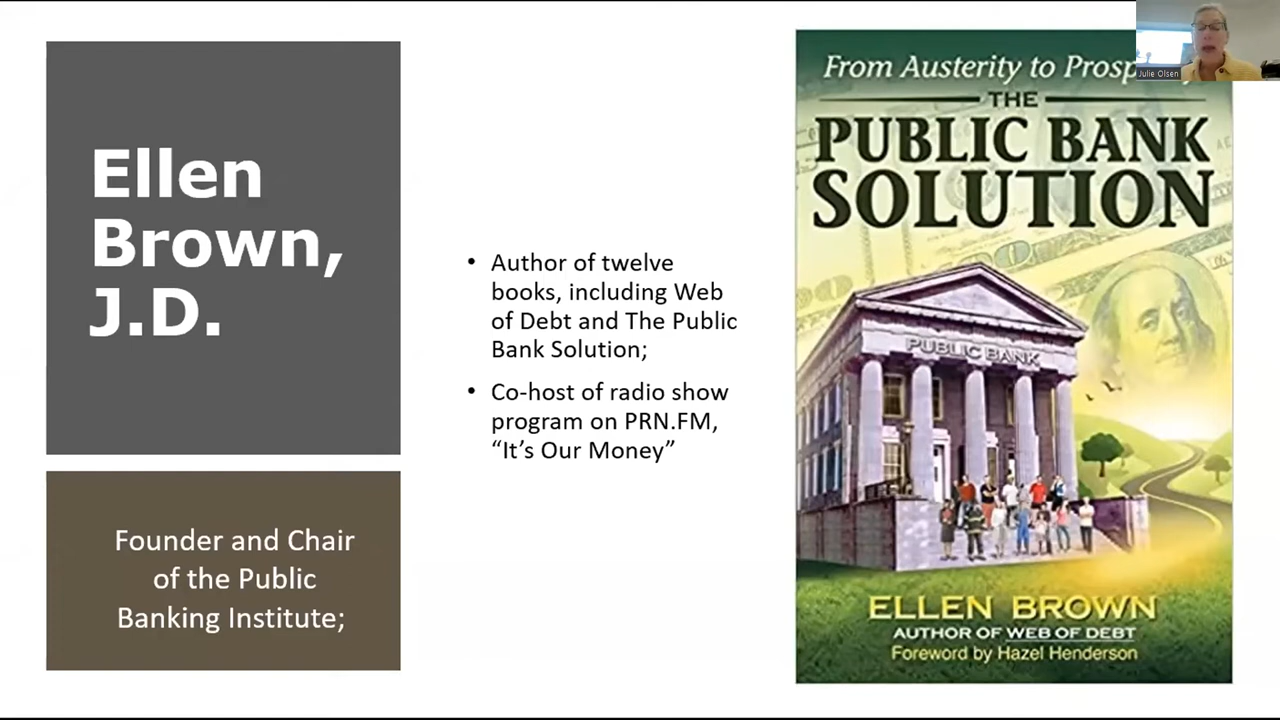 Ellen
Brown,
J.D.
Founder and Chair
of the Public
Banking Institute;
• Author of twelve
books, including Web
of Debt and The Public
Bank Solution;
• Co-host of radio show
program on PRN.FM,
“It’s Our Money”
From Austerity to
THE
PUBLIC BANK
SOLUTION
PUBLIC BANK
ELLEN BROWN
AUTHOR OF WEB OF DEBT
Foreword by Hazel Henderson
Julie Olsen